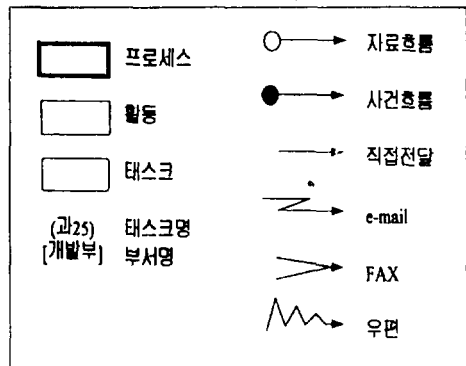 프로세스
활동
태스크
(과25) 태스크명
[개발부] 부서명
자료흐름
사건흐름
직접전달
e-mail
FAX
우편